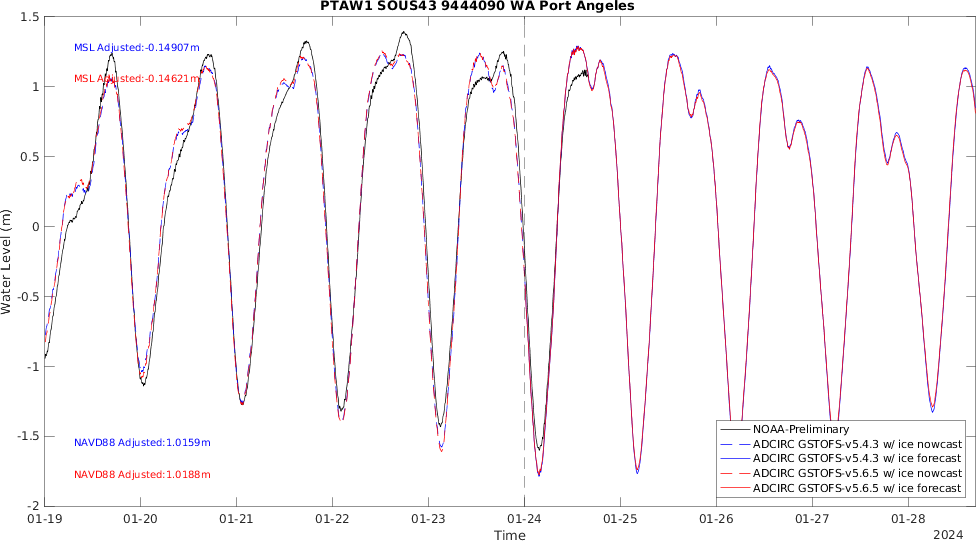 PTAW1 SOUS43 9444090 WA Port Angeles
1.5
MSL Adjusted:-0.14907m
MSL Adjusted:-0.14621m
1
0.5
0
-0.5
-1
-1.5
-2
Water Level (m)
NAVD88 Adjusted:1.0159m
NAVD88 Adjusted:1.0188m
NOAA-Preliminary
ADCIRC GSTOFS-v5.4.3 w/ ice nowcast
ADCIRC GSTOFS-v5.4.3 w/ ice forecast
ADCIRC GSTOFS-v5.6.5 w/ ice nowcast
ADCIRC GSTOFS-v5.6.5 w/ ice forecast
01-19 01-20 01-21 01-22 01-23 01-24 01-25 01-26 01-27 01-28
Time
2024